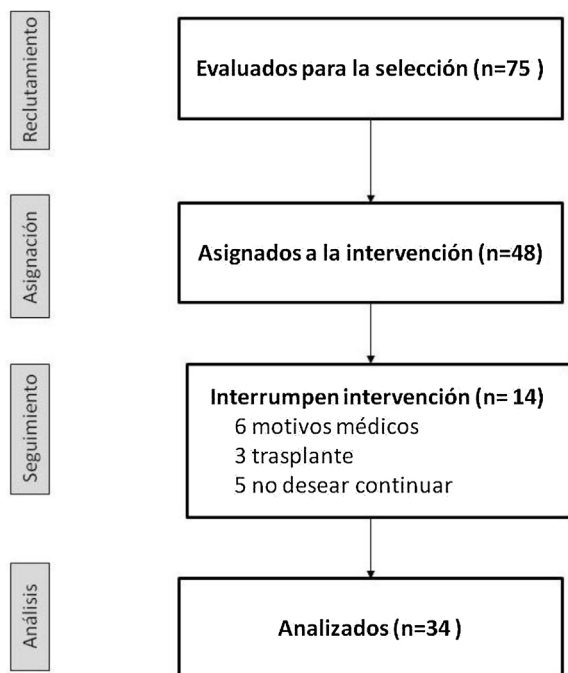 Reclutamiento
Evaluados para la selección (n=75 )
Asignación
Asignados a la intervención (n=48)
Seguimiento
Interrumpen intervención (n= 14)
6 motivos médicos
3 trasplante
5 no desear continuar
Análisis
Analizados (n=34 )